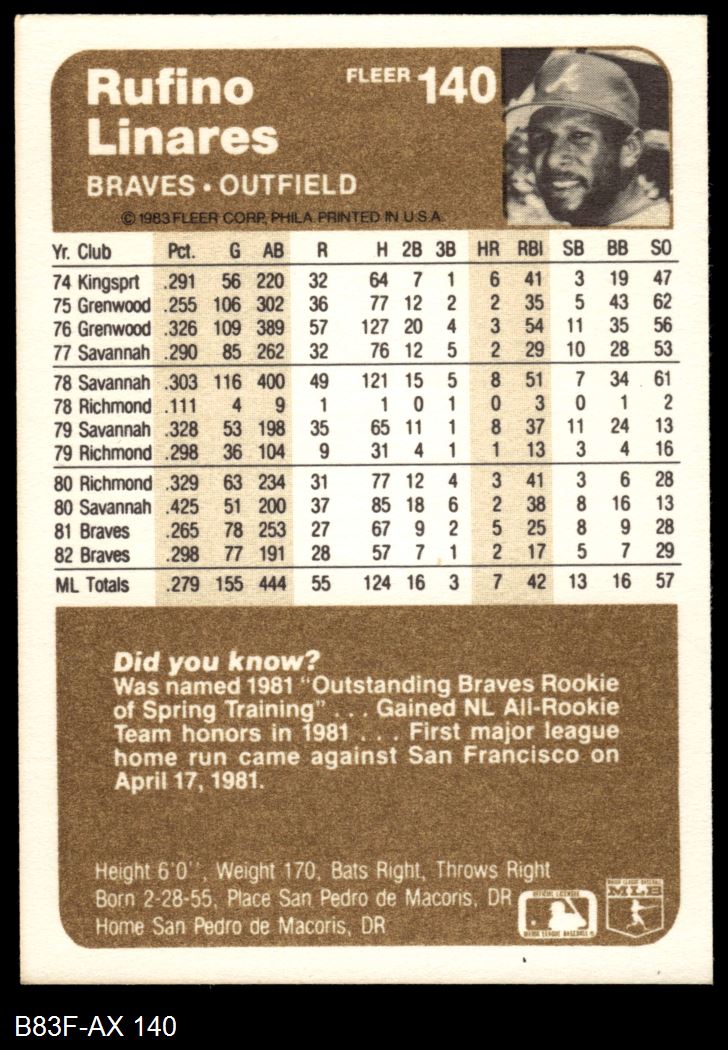 Rufino
Linares
FLEER 140
BRAVES • OUTFIELD
© 1983 FLEER CORP. PHILA. PRINTED IN U.S.A.
Yr. Club Pct. G AB R H 2B 3B HR RBI SB BB SO
74 Kingsprt .291 56 220 32 64 7 1 6 41 3 19 47
75 Grenwood .255 106 302 36 77 12 2 2 35 5 43 62
76 Grenwood .326 109 389 57 127 20 4 3 54 11 35 56
77 Savannah .290 85 262 32 76 12 5 2 29 10 28 53
78 Savannah .303 116 400 49 121 15 5 8 51 7 34 61
78 Richmond .111 4 9 1 1 0 1 0 3 0 1 2
79 Savannah .328 53 198 35 65 11 1 8 37 11 24 13
79 Richmond .298 36 104 9 31 4 1 1 13 3 4 16
80 Richmond .329 63 234 31 77 12 4 3 41 3 6 28
80 Savannah .425 51 200 37 85 18 6 2 38 8 16 13
81 Braves .265 78 253 27 67 9 2 5 25 8 9 28
82 Braves .298 77 191 28 57 7 1 2 17 5 7 29
ML Totals .279 155 444 55 124 16 3 7 42 13 16 57
Did you know?
Was named 1981 "Outstanding Braves Rookie
of Spring Training" . . . Gained NL All-Rookie
Team honors in 1981 . . . First major league
home run came against San Francisco on
April 17, 1981.
Height 6'0'', Weight 170, Bats Right, Throws Right
Born 2-28-55, Place San Pedro de Macoris, DR
Home San Pedro de Macoris, DR
OFFICIAL LICENSEE
MAJOR LEAGUE BASEBALL
MAJOR LEAGUE BASEBALL
MLB
B83F-AX 140